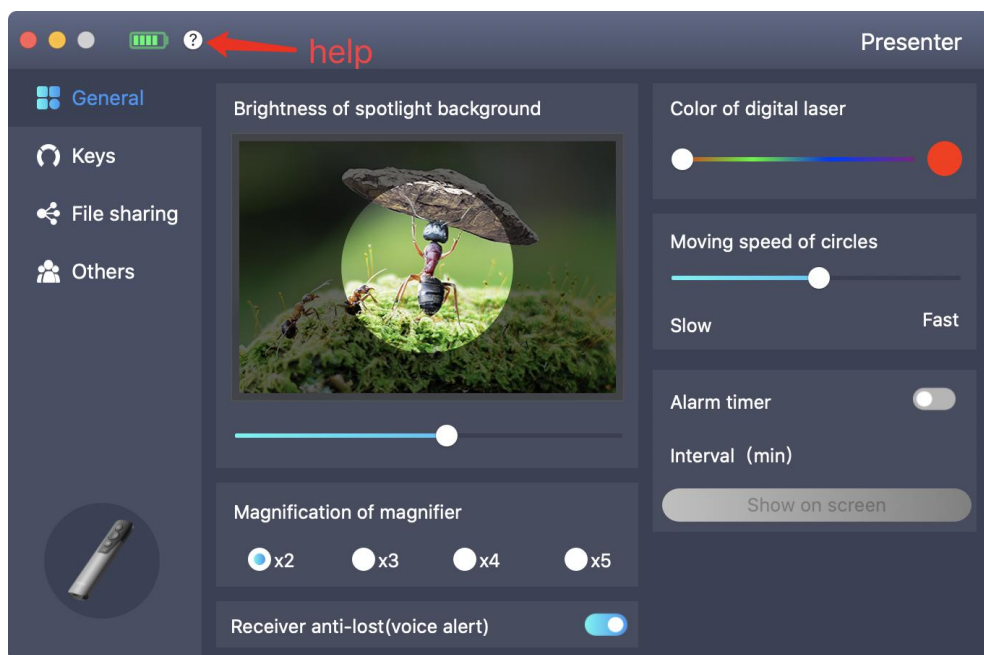 ?
help
Presenter
General
Keys
File sharing
Others
Brightness of spotlight background
Magnification of magnifier
x2
x3
x4
x5
Receiver anti-lost(voice alert)
Color of digital laser
Moving speed of circles
Slow
Fast
Alarm timer
Interval（min）
Show on screen